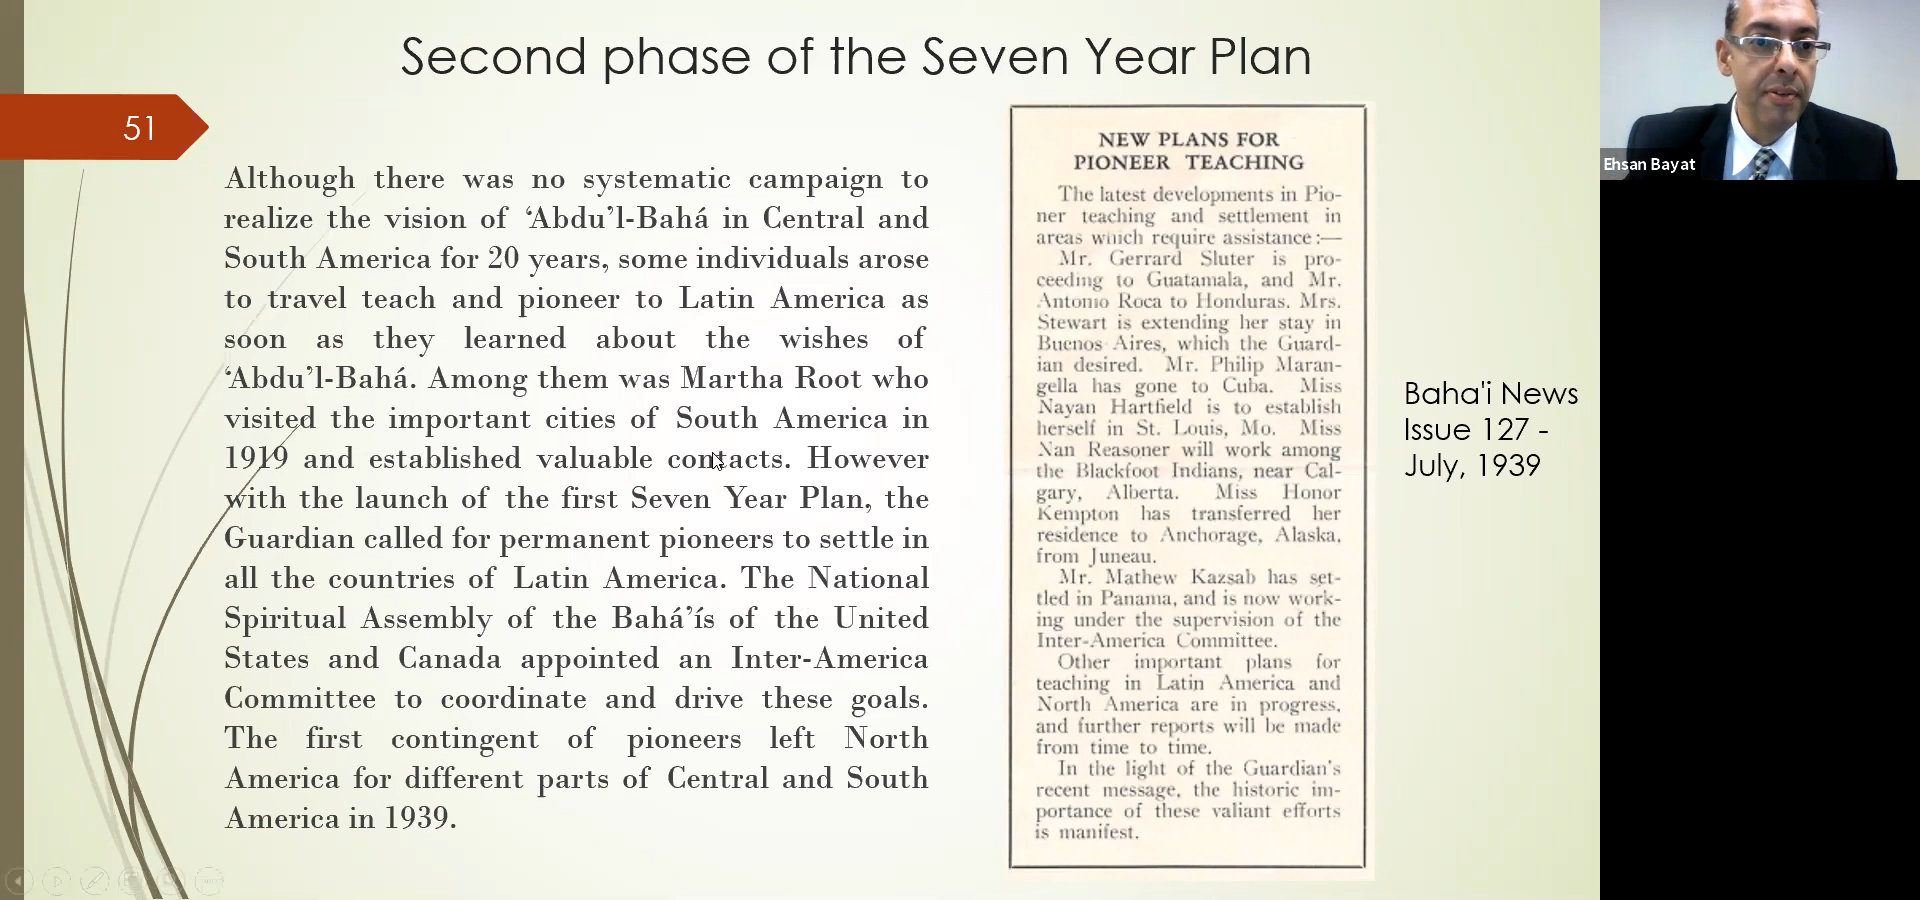 Second phase of the Seven Year Plan
51
Although there was no systematic campaign to
realize the vision of ‘Abdu’l-Bahá in Central and
South America for 20 years, some individuals arose
to travel teach and pioneer to Latin America as
soon as they learned about the wishes of
‘Abdu’l-Bahá. Among them was Martha Root who
visited the important cities of South America in
1919 and established valuable contacts. However
with the launch of the first Seven Year Plan, the
Guardian called for permanent pioneers to settle in
all the countries of Latin America. The National
Spiritual Assembly of the Bahá’ís of the United
States and Canada appointed an Inter-America
Committee to coordinate and drive these goals.
The first contingent of pioneers left North
America for different parts of Central and South
America in 1939.
NEW PLANS FOR
PIONEER TEACHING
The latest developments in Pio-
ner teaching and settlement in
areas which require assistance:—
Mr. Gerrard Sluter is pro-
ceeding to Guatamala, and Mr.
Antonio Roca to Honduras. Mrs.
Stewart is extending her stay in
Buenos Aires, which the Guard-
ian desired. Mr. Philip Maran-
gella has gone to Cuba. Miss
Nayan Hartfield is to establish
herself in St. Louis, Mo. Miss
Nan Reasoner will work among
the Blackfoot Indians, near Cal-
gary, Alberta. Miss Honor
Kempton has transferred her
residence to Anchorage, Alaska,
from Juneau.
Mr. Mathew Kazsab has set-
tled in Panama, and is now work-
ing under the supervision of the
Inter-America Committee.
Other important plans for
teaching in Latin America and
North America are in progress,
and further reports will be made
from time to time.
In the light of the Guardian's
recent message, the historic im-
portance of these valiant efforts
is manifest.
Baha'i News
Issue 127 -
July, 1939
Ehsan Bayat